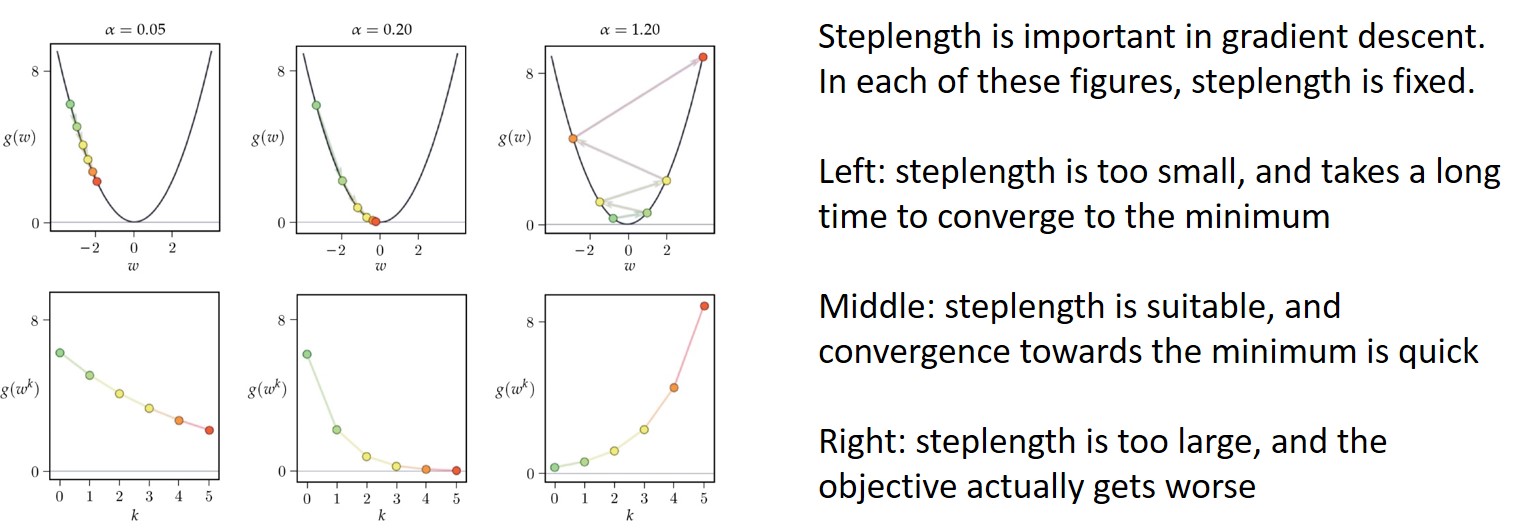 α = 0.05
α = 0.20
α = 1.20
8
g(w)
0
−2 0 2
w
8
g(w)
0
−2 0 2
w
8
g(w)
0
−2 0 2
w
8
g(wᵏ)
0
0 1 2 3 4 5
k
8
g(wᵏ)
0
0 1 2 3 4 5
k
8
g(wᵏ)
0
0 1 2 3 4 5
k
Steplength is important in gradient descent.
In each of these figures, steplength is fixed.
Left: steplength is too small, and takes a long
time to converge to the minimum
Middle: steplength is suitable, and
convergence towards the minimum is quick
Right: steplength is too large, and the
objective actually gets worse